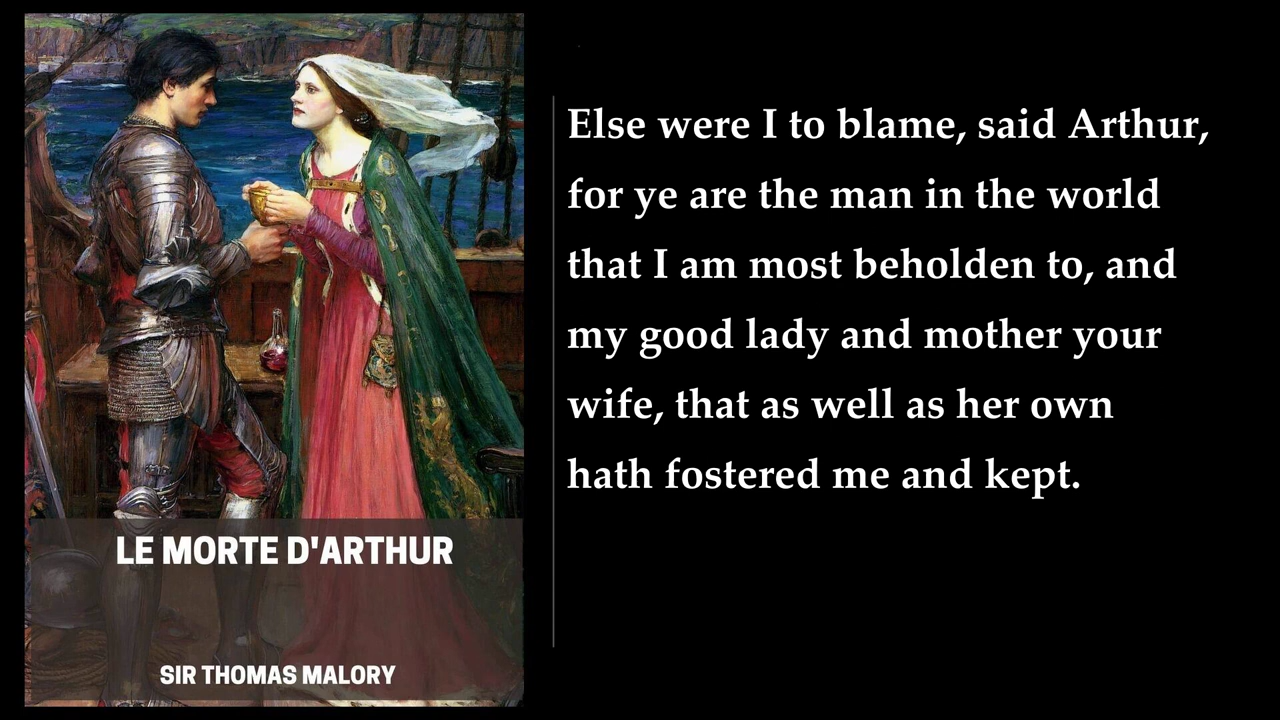 LE MORTE D'ARTHUR
SIR THOMAS MALORY
Else were I to blame, said Arthur,
for ye are the man in the world
that I am most beholden to, and
my good lady and mother your
wife, that as well as her own
hath fostered me and kept.